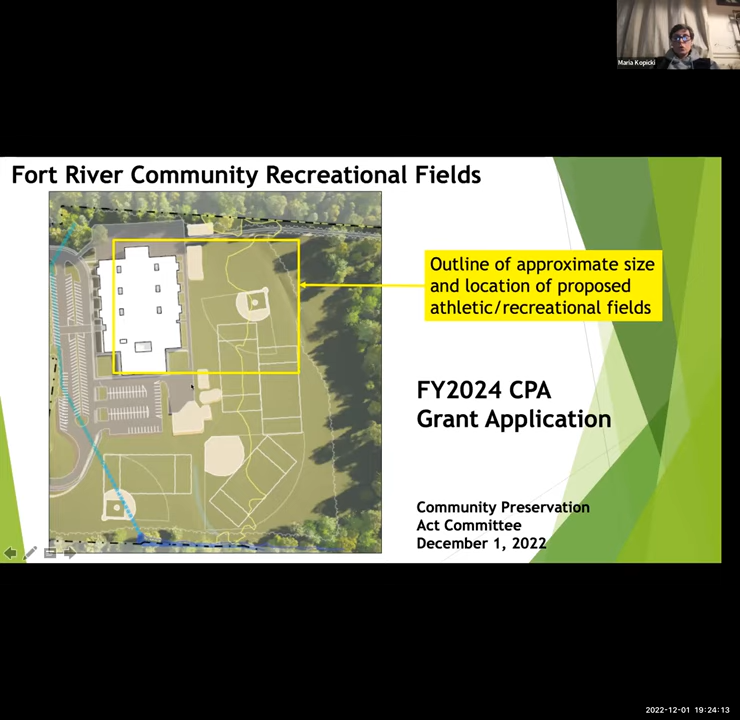 Maria Kopicki
Fort River Community Recreational Fields
Outline of approximate size
and location of proposed
athletic/recreational fields
FY2024 CPA
Grant Application
Community Preservation
Act Committee
December 1, 2022
2022-12-01 19:24:13